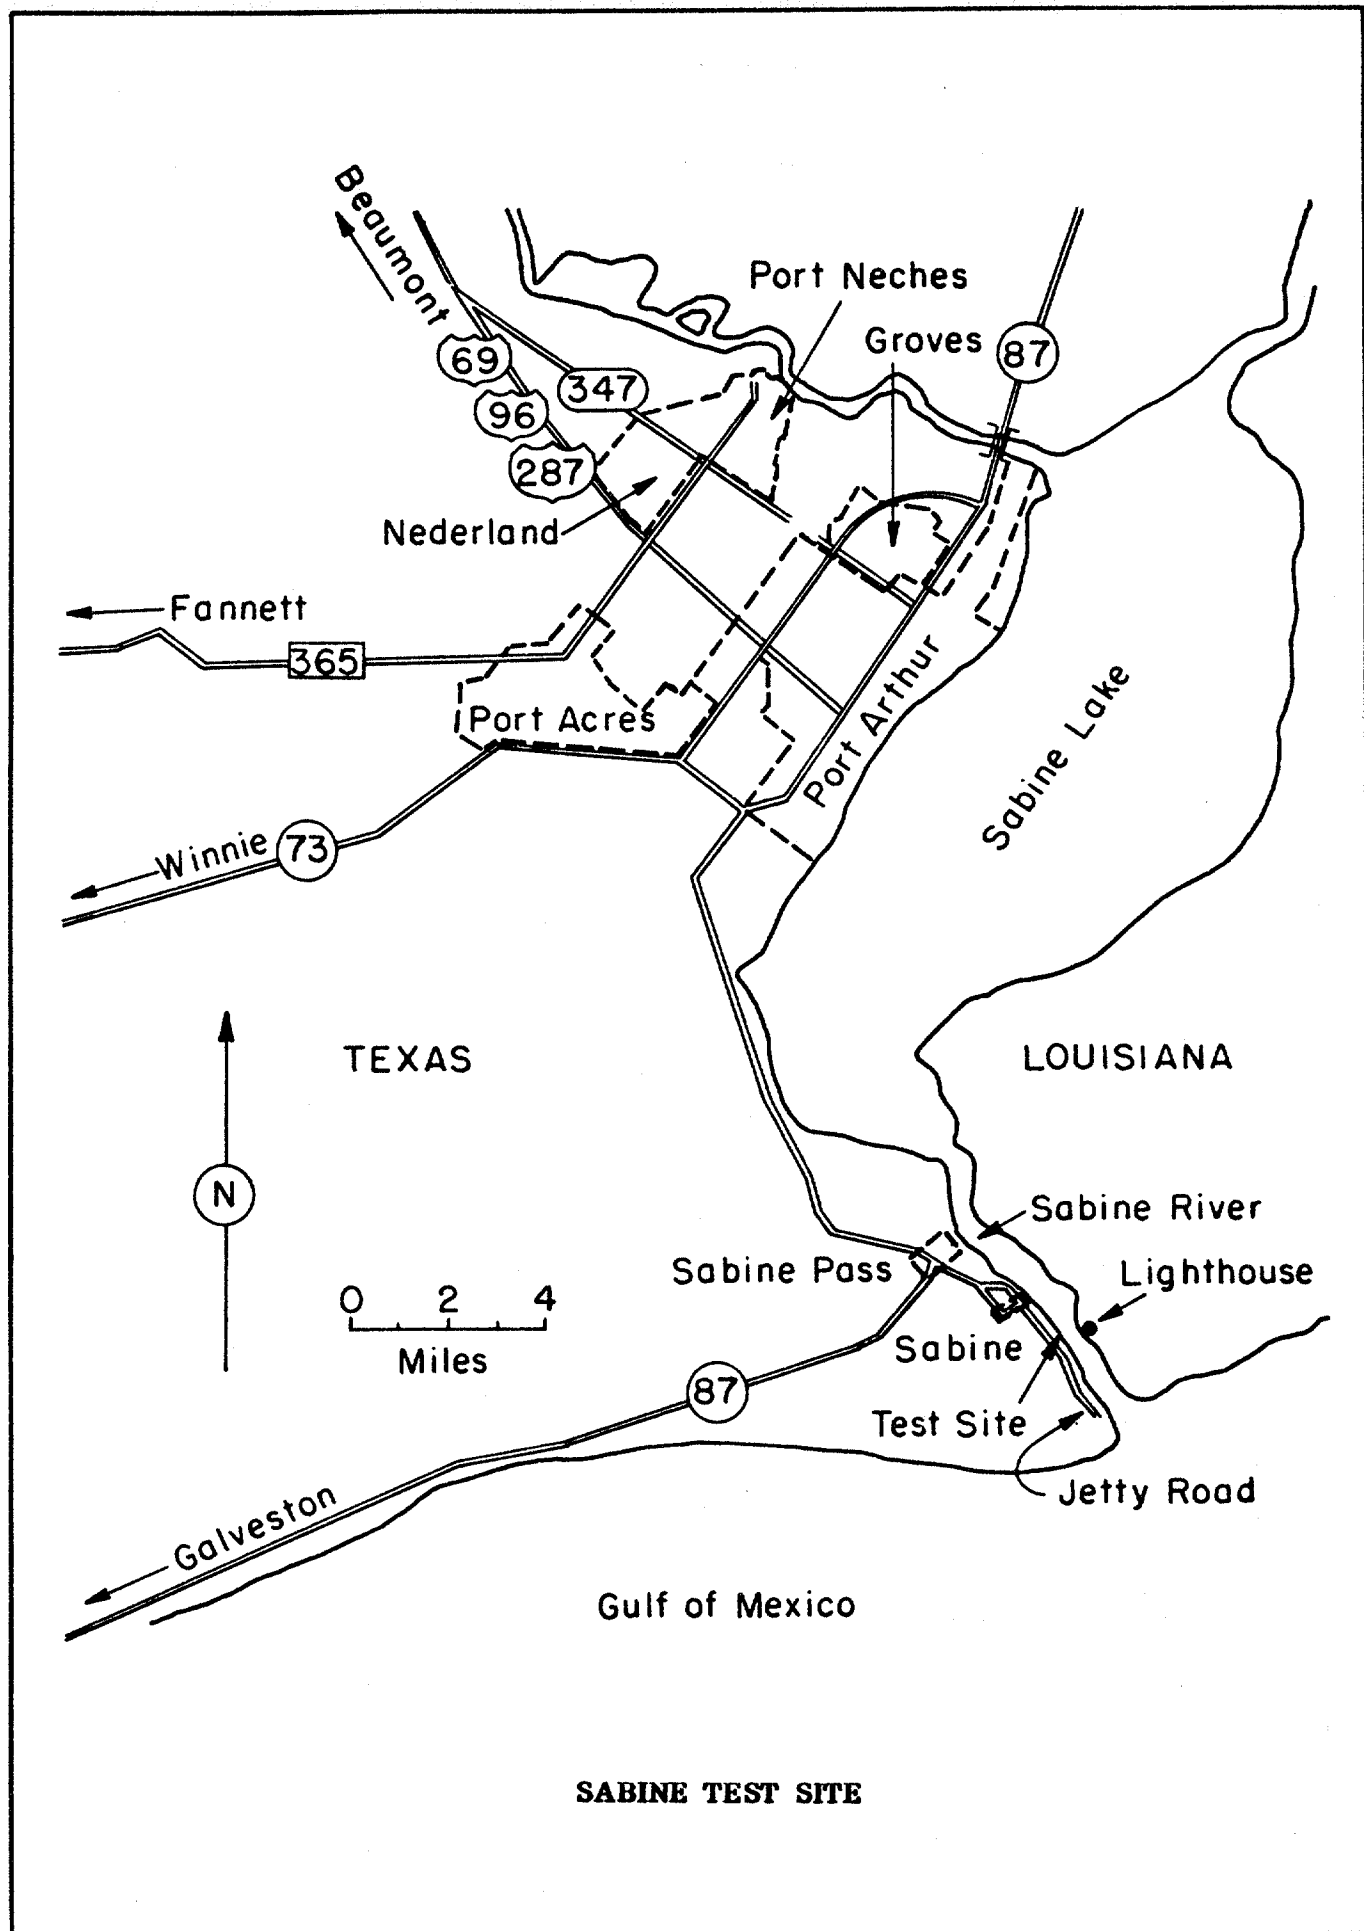 Beaumont
Port Neches
Groves
87
69
347
96
287
Nederland
Fannett
365
Port Acres
Port Arthur
Sabine Lake
Winnie
73
TEXAS
LOUISIANA
N
Sabine River
Sabine Pass
Lighthouse
0 2 4
Miles
Sabine
87
Test Site
Jetty Road
Galveston
Gulf of Mexico
SABINE TEST SITE